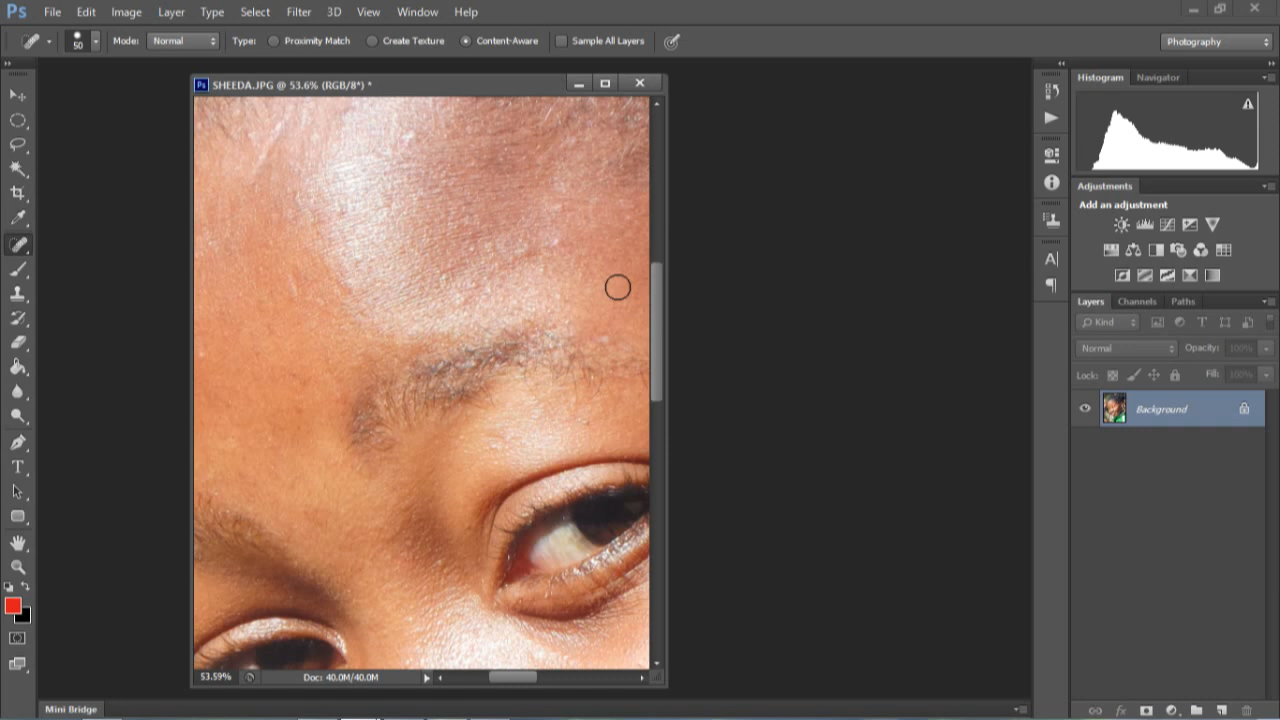 Ps File Edit Image Layer Type Select Filter 3D View Window Help
50 Mode: Normal Type: Proximity Match Create Texture Content-Aware Sample All Layers Photography
Ps SHEEDA.JPG @ 53.6% (RGB/8*) *
Histogram Navigator
Adjustments
Add an adjustment
Layers Channels Paths
Kind
Normal Opacity: 100%
Lock: Fill: 100%
Background
53.59% Doc: 40.0M/40.0M
Mini Bridge